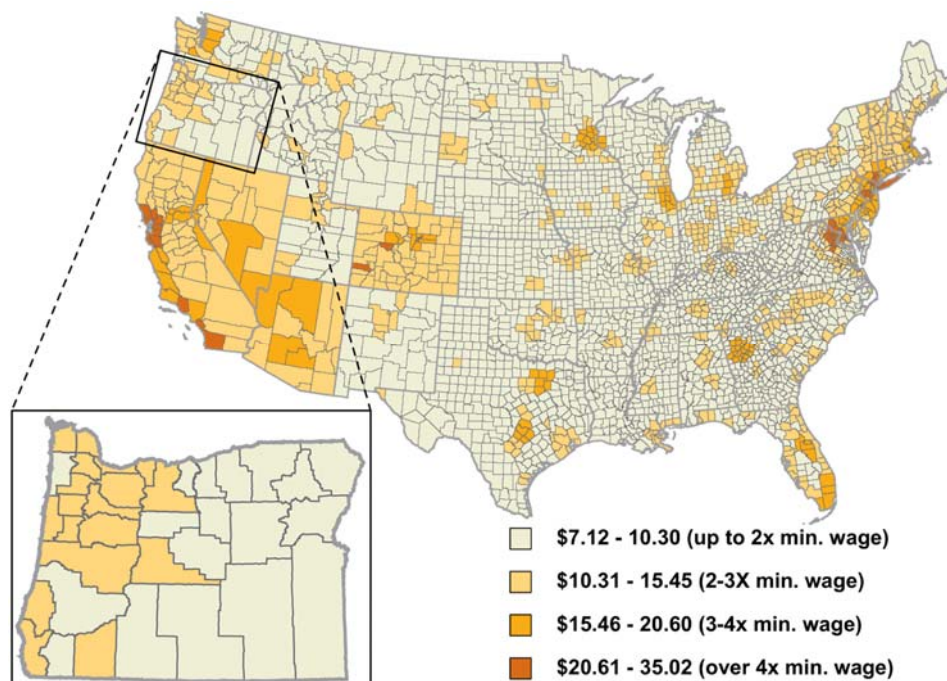 $7.12 - 10.30 (up to 2x min. wage)
$10.31 - 15.45 (2-3X min. wage)
$15.46 - 20.60 (3-4x min. wage)
$20.61 - 35.02 (over 4x min. wage)